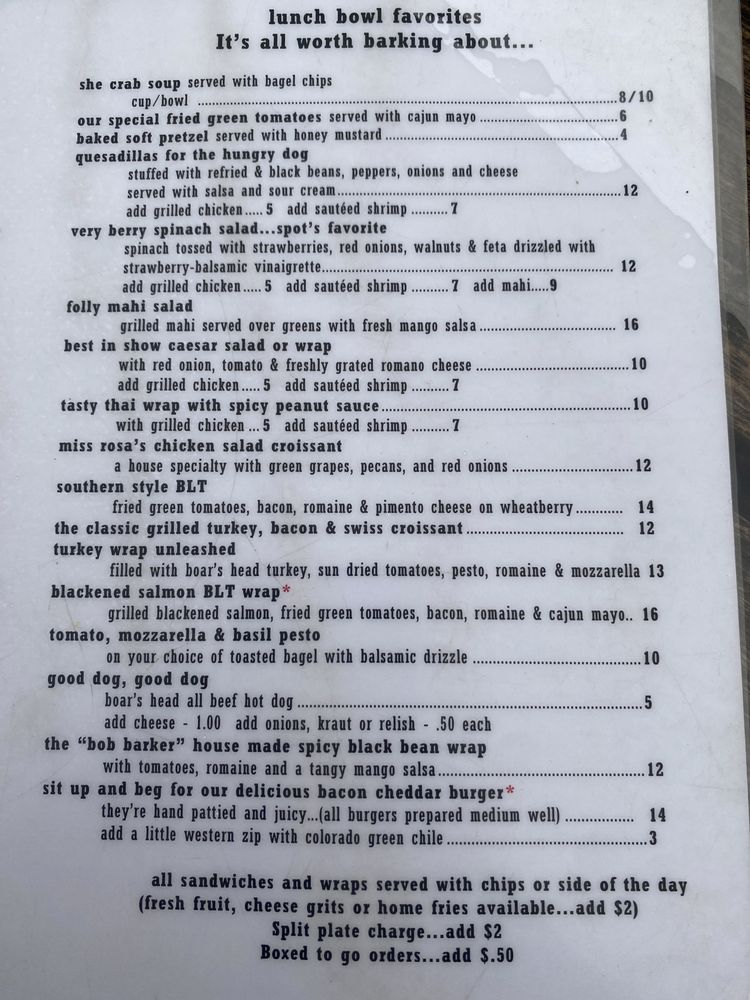 lunch bowl favorites
It's all worth barking about...
she crab soup served with bagel chips
cup/bowl ........ 8/10
our special fried green tomatoes served with cajun mayo ........ 6
baked soft pretzel served with honey mustard ........ 4
quesadillas for the hungry dog
stuffed with refried & black beans, peppers, onions and cheese
served with salsa and sour cream........ 12
add grilled chicken..... 5 add sautéed shrimp ..........7
very berry spinach salad...spot's favorite
spinach tossed with strawberries, red onions, walnuts & feta drizzled with
strawberry-balsamic vinaigrette........ 12
add grilled chicken..... 5 add sautéed shrimp ..........7 add mahi.....9
folly mahi salad
grilled mahi served over greens with fresh mango salsa ........ 16
best in show caesar salad or wrap
with red onion, tomato & freshly grated romano cheese ........10
add grilled chicken ..... 5 add sautéed shrimp ..........7
tasty thai wrap with spicy peanut sauce........10
with grilled chicken ... 5 add sautéed shrimp ..........7
miss rosa's chicken salad croissant
a house specialty with green grapes, pecans, and red onions ........12
southern style BLT
fried green tomatoes, bacon, romaine & pimento cheese on wheatberry............ 14
the classic grilled turkey, bacon & swiss croissant ........ 12
turkey wrap unleashed
filled with boar's head turkey, sun dried tomatoes, pesto, romaine & mozzarella 13
blackened salmon BLT wrap*
grilled blackened salmon, fried green tomatoes, bacon, romaine & cajun mayo.. 16
tomato, mozzarella & basil pesto
on your choice of toasted bagel with balsamic drizzle ........10
good dog, good dog
boar's head all beef hot dog ........5
add cheese - 1.00 add onions, kraut or relish - .50 each
the "bob barker" house made spicy black bean wrap
with tomatoes, romaine and a tangy mango salsa........12
sit up and beg for our delicious bacon cheddar burger*
they're hand pattied and juicy...(all burgers prepared medium well) ................. 14
add a little western zip with colorado green chile ........3
all sandwiches and wraps served with chips or side of the day
(fresh fruit, cheese grits or home fries available...add $2)
Split plate charge...add $2
Boxed to go orders...add $.50